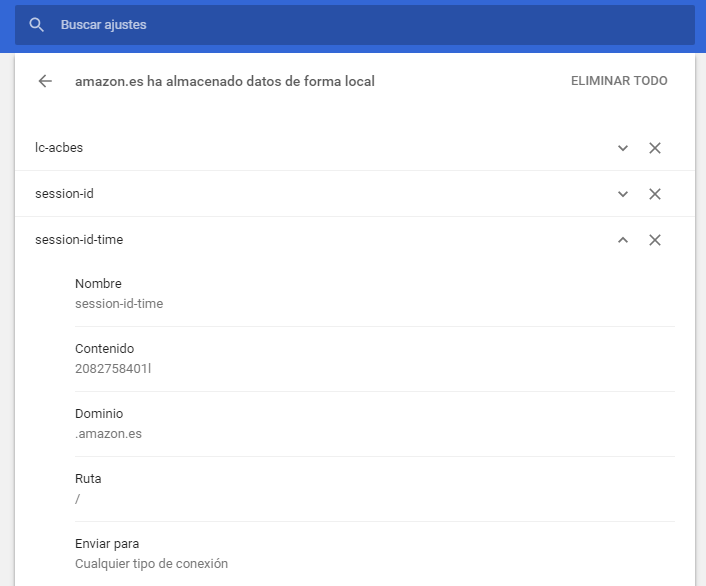 Buscar ajustes
amazon.es ha almacenado datos de forma local
ELIMINAR TODO
lc-acbes
session-id
session-id-time
Nombre
session-id-time
Contenido
2082758401l
Dominio
.amazon.es
Ruta
/
Enviar para
Cualquier tipo de conexión